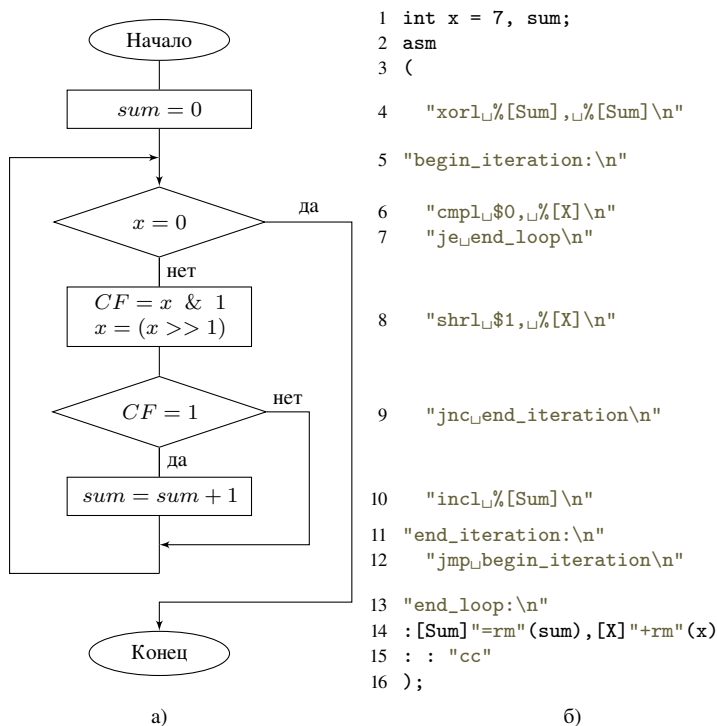 Начало
sum = 0
x = 0
да
нет
CF = x & 1
x = (x >> 1)
CF = 1
нет
да
sum = sum + 1
Конец
а)
1 int x = 7, sum;
2 asm
3 (
4 "xorl␣%[Sum],␣%[Sum]\n"
5 "begin_iteration:\n"
6 "cmpl␣$0,␣%[X]\n"
7 "je␣end_loop\n"
8 "shrl␣$1,␣%[X]\n"
9 "jnc␣end_iteration\n"
10 "incl␣%[Sum]\n"
11 "end_iteration:\n"
12 "jmp␣begin_iteration\n"
13 "end_loop:\n"
14 :[Sum]"=rm"(sum),[X]"+rm"(x)
15 : : "cc"
16 );
б)